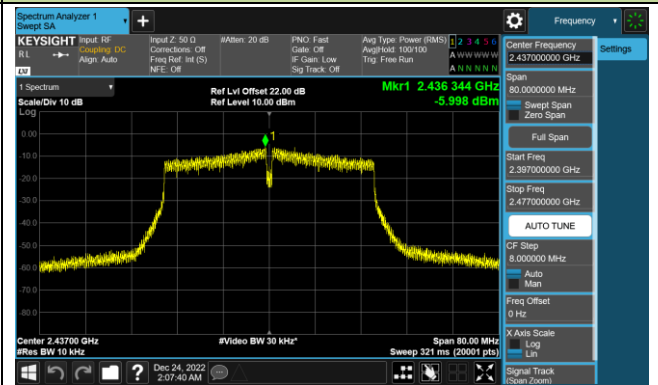 Spectrum Analyzer 1
Swept SA
Frequency
KEYSIGHT
RL
LXI
Input: RF
Coupling: DC
Align: Auto
Input Z: 50 Ω
Corrections: Off
Freq Ref: Int (S)
NFE: Off
#Atten: 20 dB
PNO: Fast
Gate: Off
IF Gain: Low
Sig Track: Off
Avg Type: Power (RMS)
Avg|Hold: 100/100
Trig: Free Run
1 2 3 4 5 6
A W W W W W
A N N N N N
1 Spectrum
Scale/Div 10 dB
Log
Ref Lvl Offset 22.00 dB
Ref Level 10.00 dBm
Mkr1 2.436 344 GHz
-5.998 dBm
1
0.00
-10.0
-20.0
-30.0
-40.0
-50.0
-60.0
-70.0
-80.0
Center 2.43700 GHz
#Res BW 10 kHz
#Video BW 30 kHz*
Span 80.00 MHz
Sweep 321 ms (20001 pts)
Dec 24, 2022
2:07:40 AM
Center Frequency
2.437000000 GHz
Settings
Span
80.0000000 MHz
Swept Span
Zero Span
Full Span
Start Freq
2.397000000 GHz
Stop Freq
2.477000000 GHz
AUTO TUNE
CF Step
8.000000 MHz
Auto
Man
Freq Offset
0 Hz
X Axis Scale
Log
Lin
Signal Track
(Span Zoom)